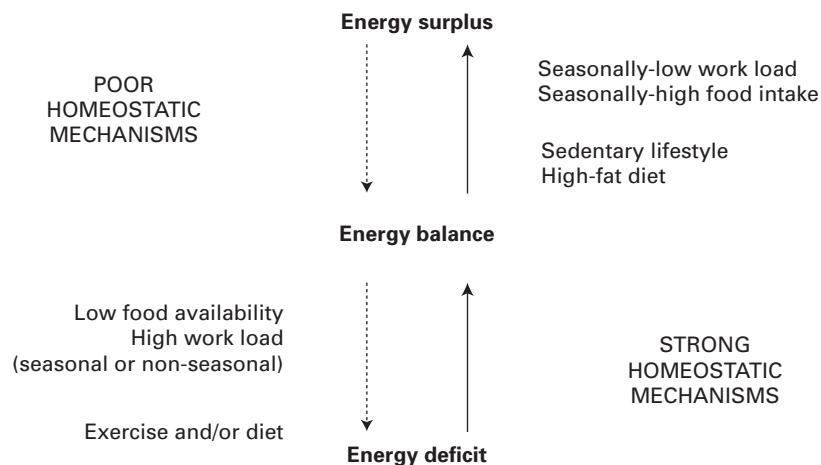 Energy surplus
POOR
HOMEOSTATIC
MECHANISMS
Seasonally-low work load
Seasonally-high food intake
Sedentary lifestyle
High-fat diet
Energy balance
Low food availability
High work load
(seasonal or non-seasonal)
Exercise and/or diet
STRONG
HOMEOSTATIC
MECHANISMS
Energy deficit